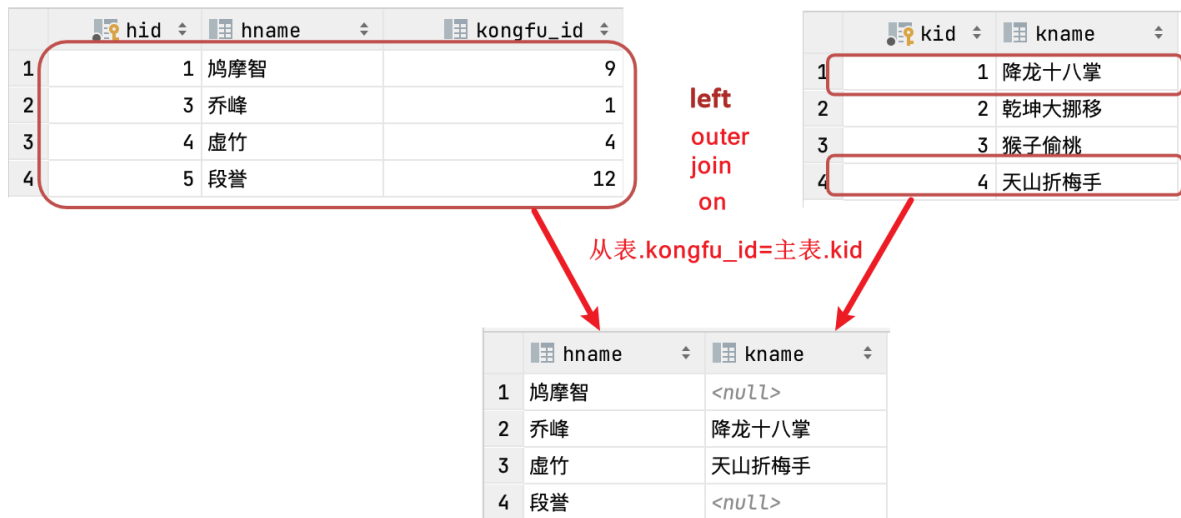 hid hname kongfu_id
1 1 鸠摩智 9
2 3 乔峰 1
3 4 虚竹 4
4 5 段誉 12
left
outer
join
on
从表.kongfu_id=主表.kid
kid kname
1 1 降龙十八掌
2 2 乾坤大挪移
3 3 猴子偷桃
4 4 天山折梅手
hname kname
1 鸠摩智 <null>
2 乔峰 降龙十八掌
3 虚竹 天山折梅手
4 段誉 <null>